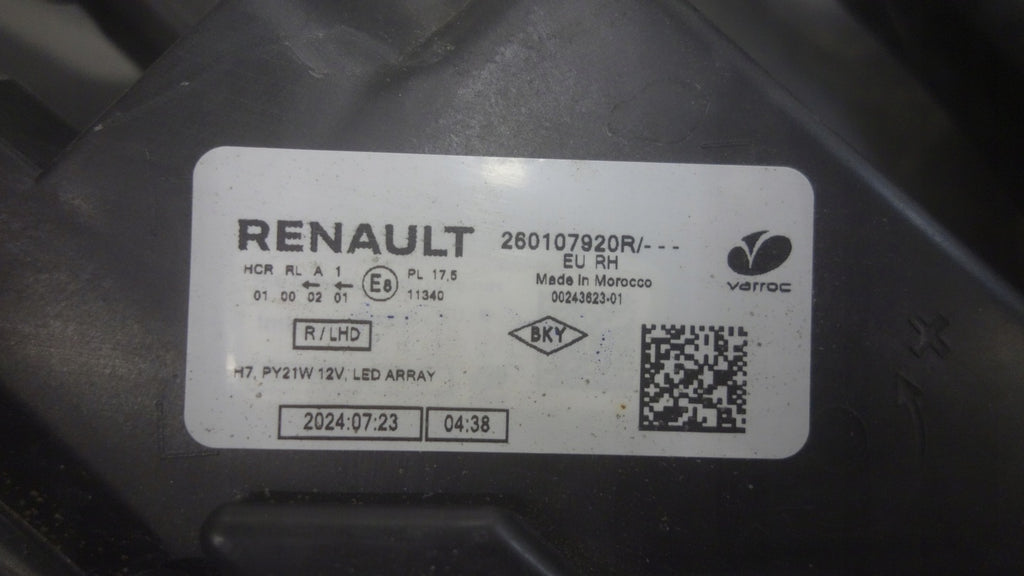 RENAULT
260107920R/---
EU RH
Made in Morocco
00243623-01
varroc
HCR RL A 1
01 00 02 01
E8
PL 17,5
11340
R/LHD
BKY
H7, PY21W 12V, LED ARRAY
2024:07:23
04:38